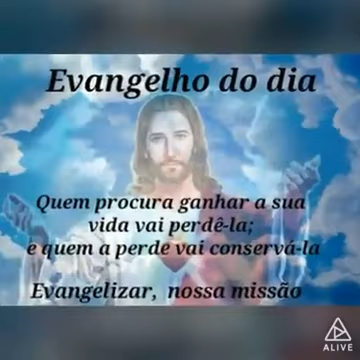 Evangelho do dia
Quem procura ganhar a sua
vida vai perdê-la;
e quem a perde vai conservá-la
Evangelizar, nossa missão
ALIVE